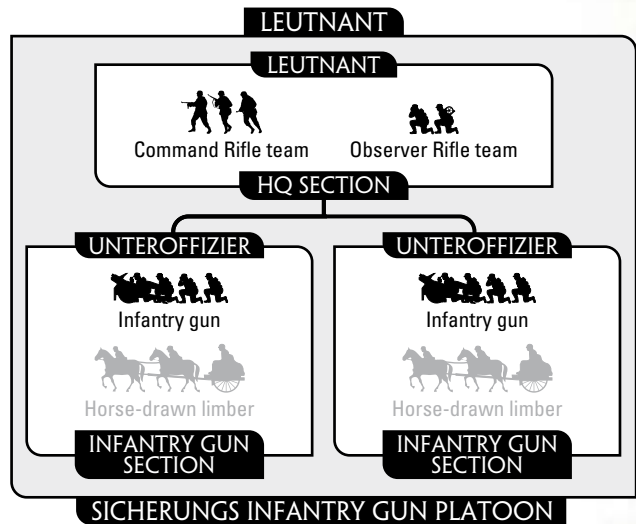 LEUTNANT
LEUTNANT
Command Rifle team
Observer Rifle team
HQ SECTION
UNTEROFFIZIER
Infantry gun
Horse-drawn limber
INFANTRY GUN
SECTION
UNTEROFFIZIER
Infantry gun
Horse-drawn limber
INFANTRY GUN
SECTION
SICHERUNGS INFANTRY GUN PLATOON